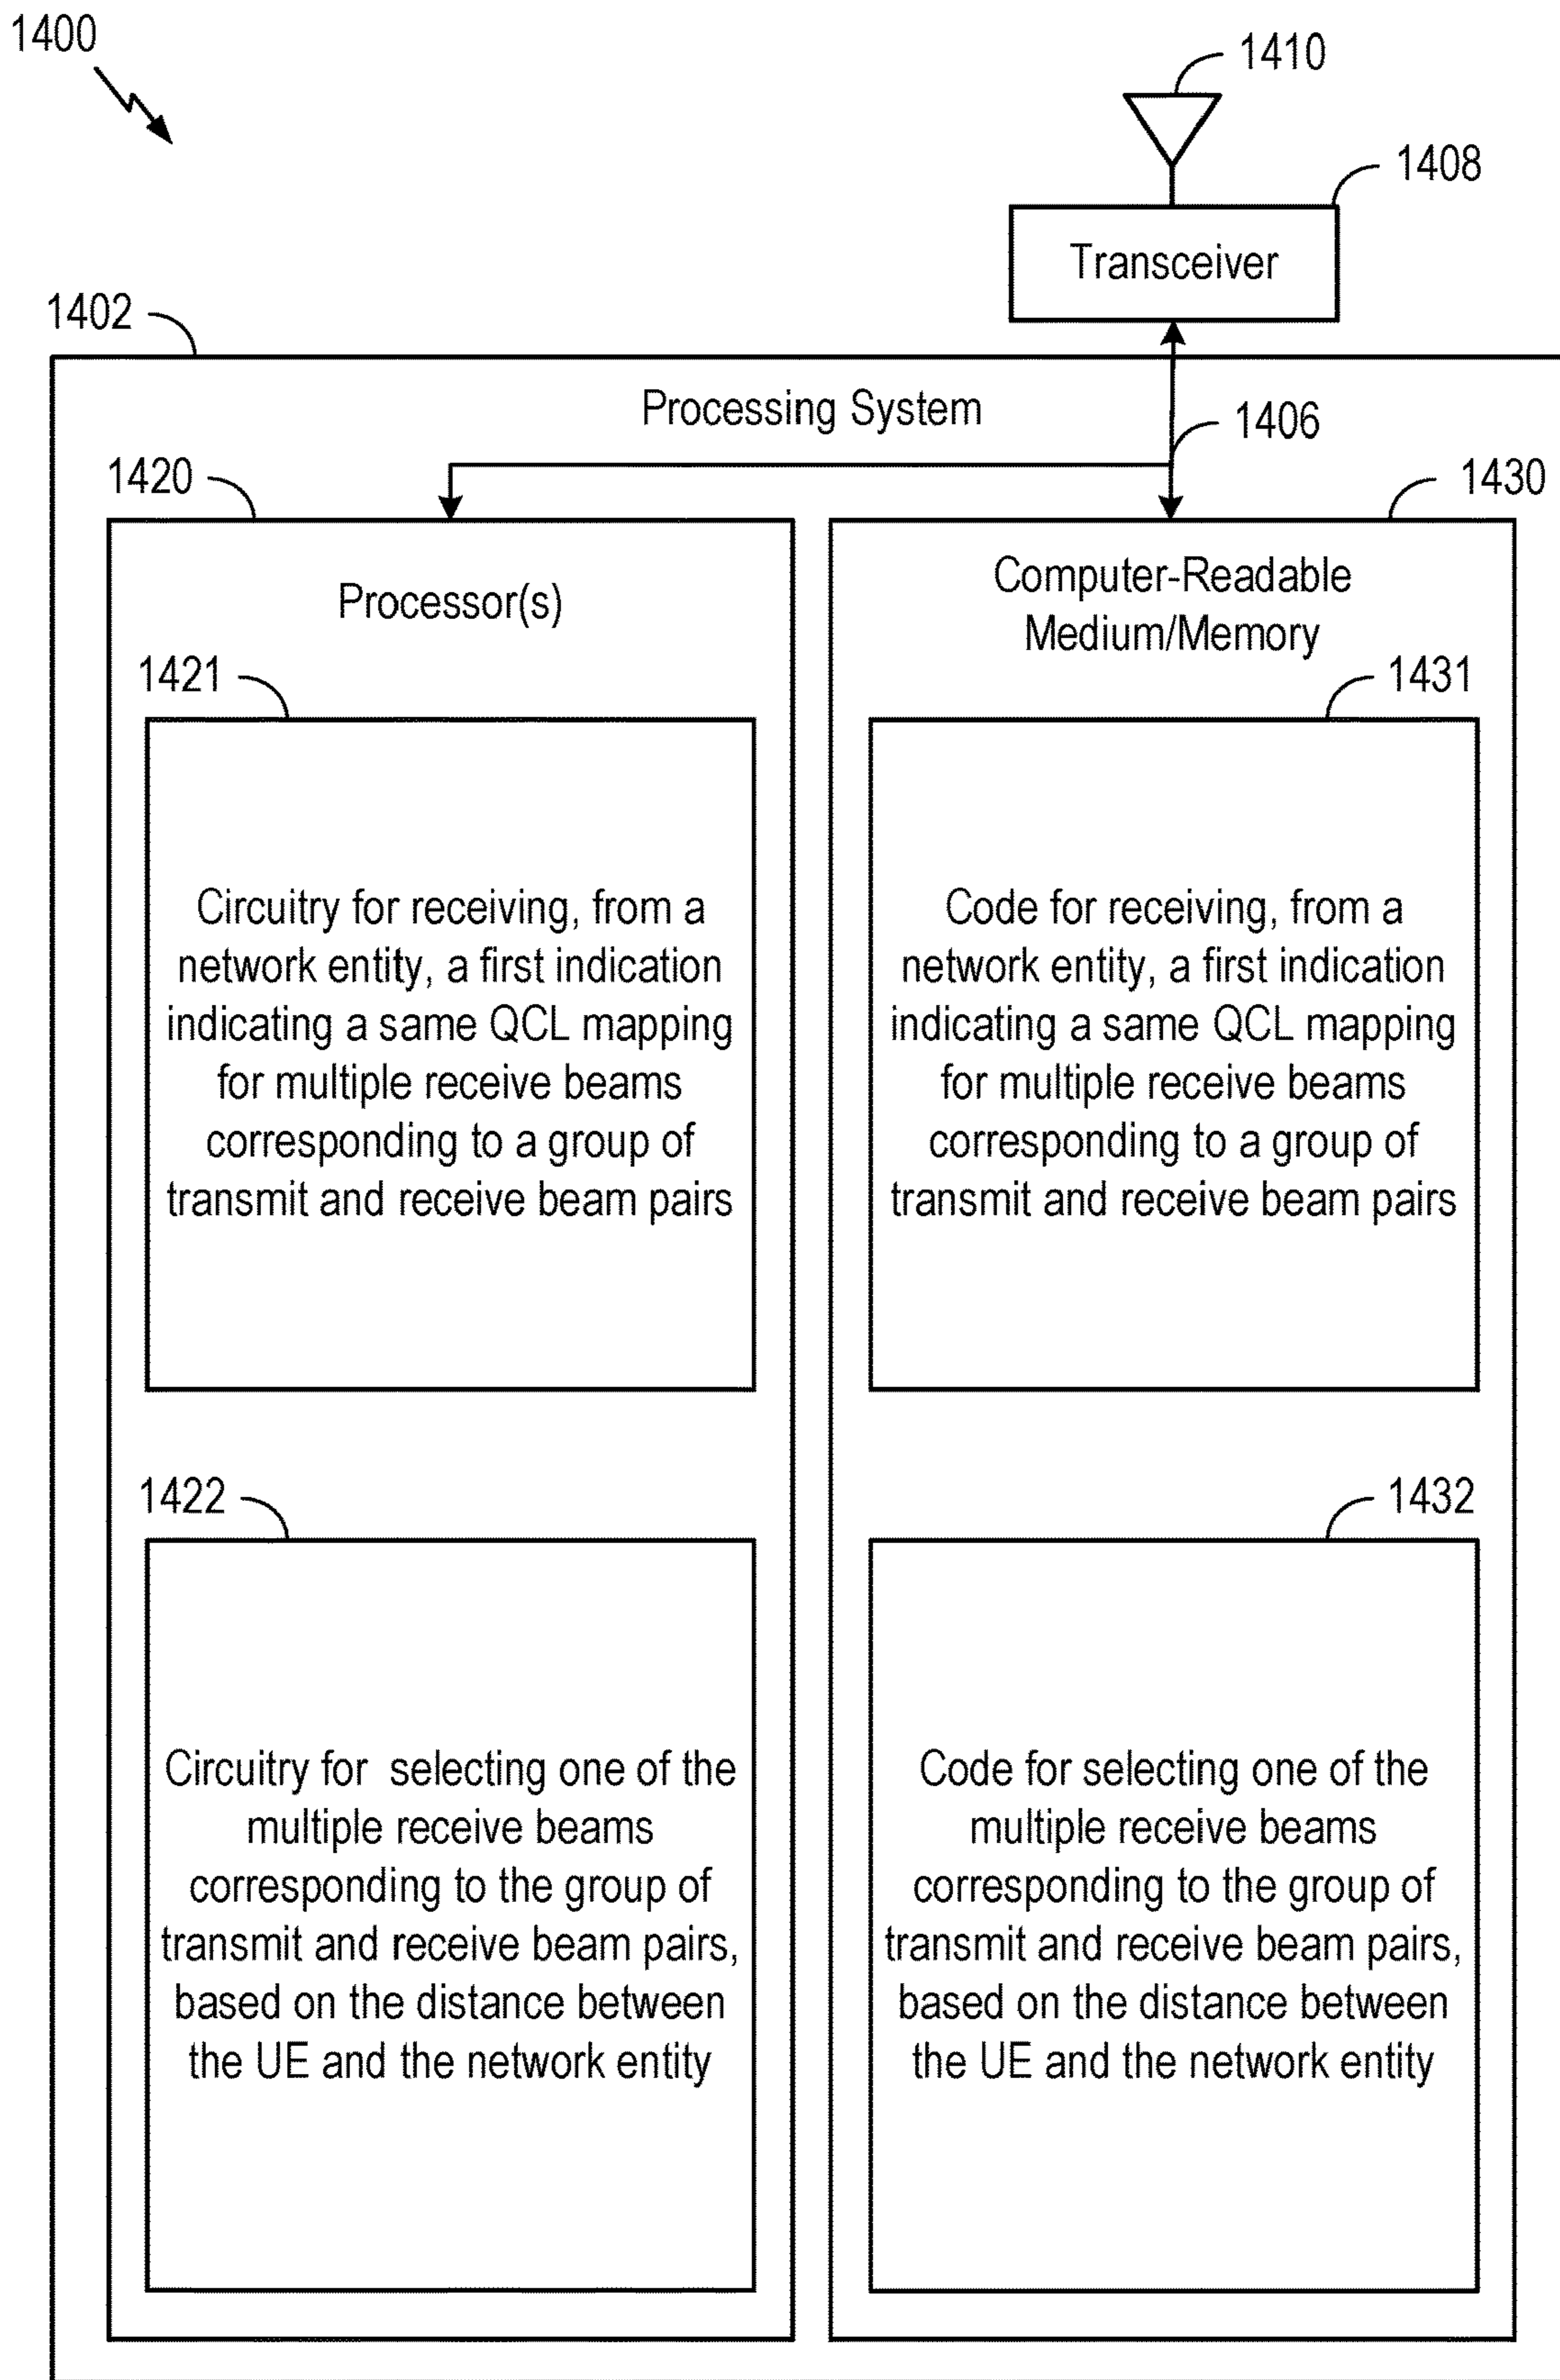 1400
1410
1408
Transceiver
1402
Processing System
1406
1420
1430
Processor(s)
Computer-Readable
Medium/Memory
1421
Circuitry for receiving, from a
network entity, a first indication
indicating a same QCL mapping
for multiple receive beams
corresponding to a group of
transmit and receive beam pairs
1431
Code for receiving, from a
network entity, a first indication
indicating a same QCL mapping
for multiple receive beams
corresponding to a group of
transmit and receive beam pairs
1422
Circuitry for selecting one of the
multiple receive beams
corresponding to the group of
transmit and receive beam pairs,
based on the distance between
the UE and the network entity
1432
Code for selecting one of the
multiple receive beams
corresponding to the group of
transmit and receive beam pairs,
based on the distance between
the UE and the network entity